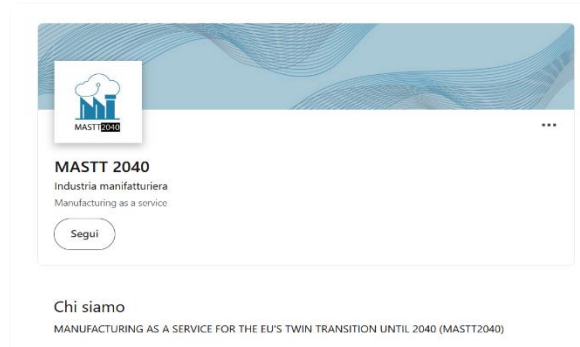 MASTT2040
MASTT 2040
Industria manifatturiera
Manufacturing as a service
Segui
Chi siamo
MANUFACTURING AS A SERVICE FOR THE EU'S TWIN TRANSITION UNTIL 2040 (MASTT2040)